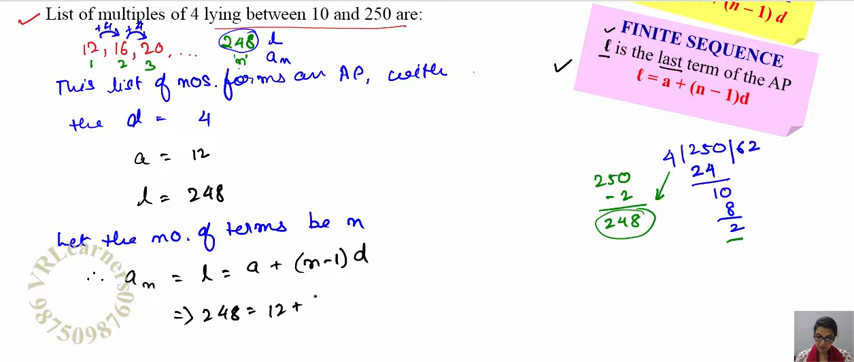 + (n – 1) d
List of multiples of 4 lying between 10 and 250 are:
+4 +4
12, 16, 20, ... 248 l
1 2 3 'n' an
This list of nos. forms an AP, with
the d = 4
a = 12
l = 248
Let the no. of terms be n
∴ an = l = a + (n-1) d
=> 248 = 12 +
FINITE SEQUENCE
ℓ is the last term of the AP
ℓ = a + (n – 1)d
4 | 250 | 62
24
10
8
2
250
- 2
248
VRLearners
9875098760